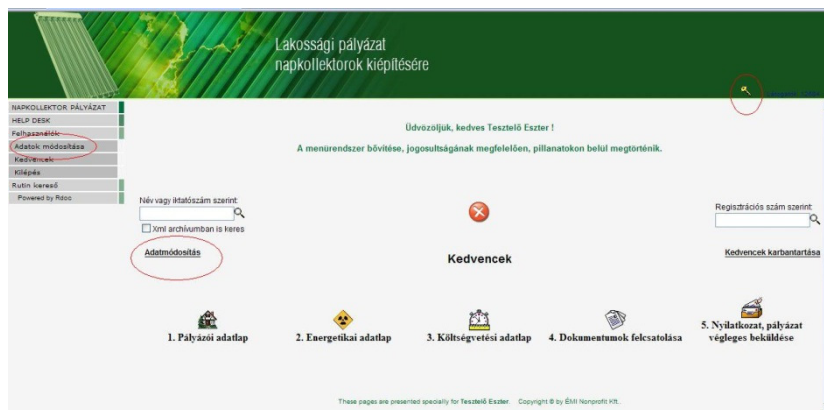 Lakossági pályázat
napkollektorok kiépítésére
NAPKOLLEKTOR PÁLYÁZAT
HELP DESK
Felhasználók
Adatok módosítása
Kedvencek
Kilépés
Rutin kereső
Powered by Rdoc
Üdvözöljük, kedves Tesztelő Eszter !
A menürendszer bővítése, jogosultságának megfelelően, pillanatokon belül megtörténik.
Név vagy iktatószám szerint:
Xml archívumban is keres
Adatmódosítás
Regisztrációs szám szerint:
Kedvencek karbantartása
Kedvencek
1. Pályázói adatlap
2. Energetikai adatlap
3. Költségvetési adatlap
4. Dokumentumok felcsatolása
5. Nyilatkozat, pályázat
végleges beküldése
These pages are presented specially for Tesztelő Eszter. Copyright © by ÉMI Nonprofit Kft.